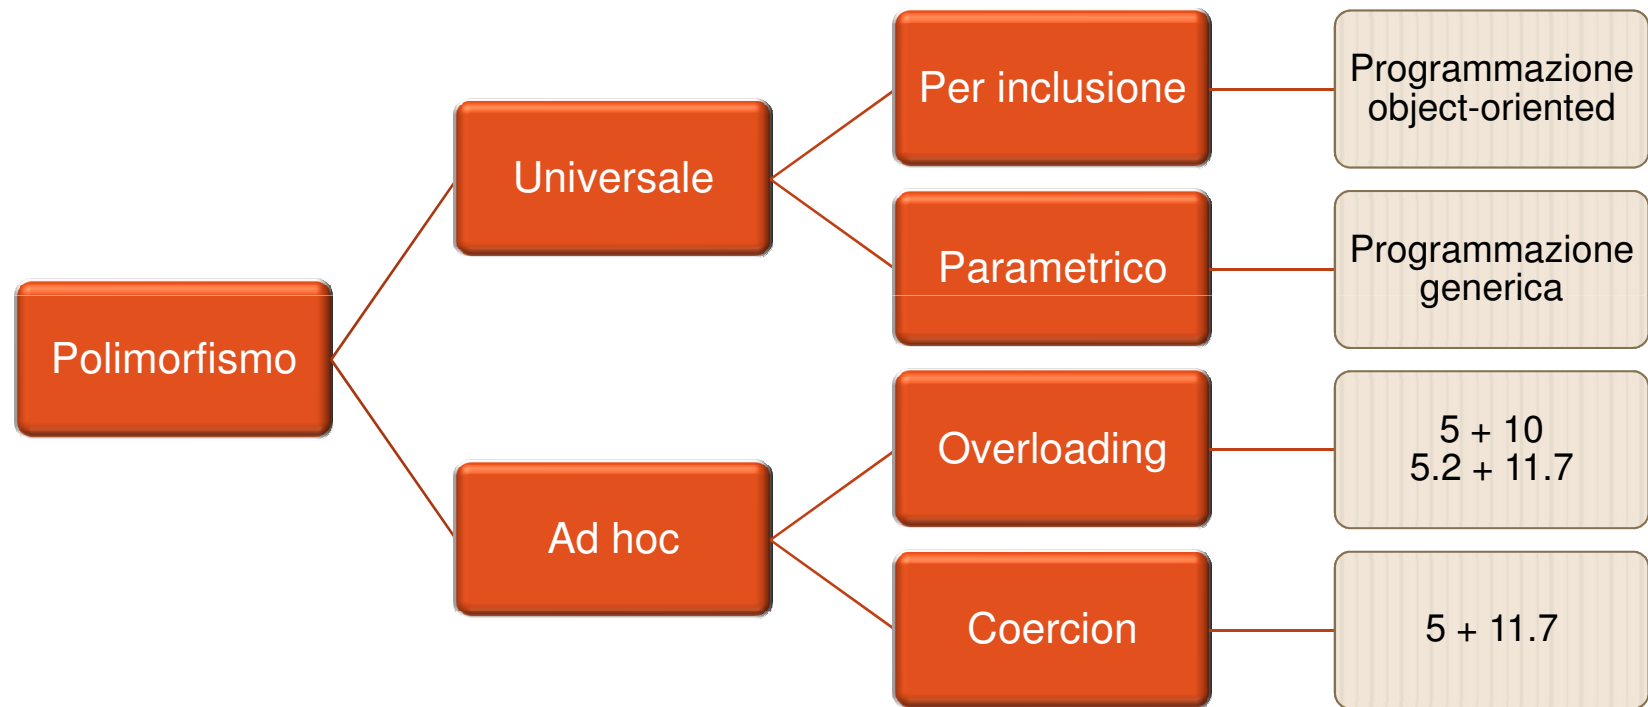 Polimorfismo
Universale
Per inclusione
Programmazione
object-oriented
Parametrico
Programmazione
generica
Ad hoc
Overloading
5 + 10
5.2 + 11.7
Coercion
5 + 11.7